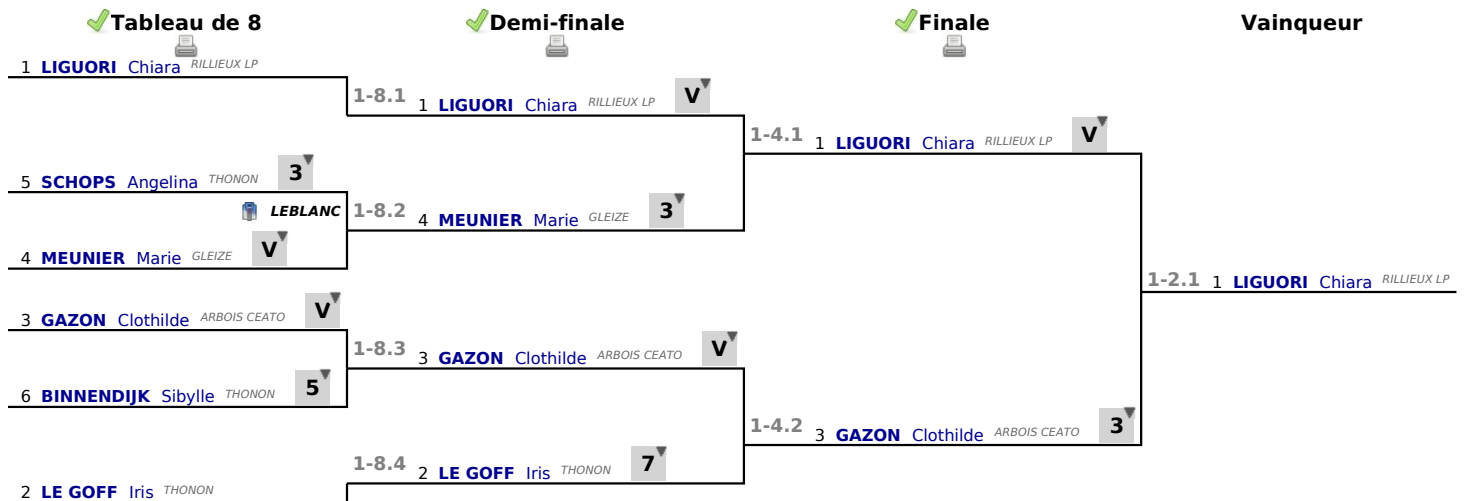 Tableau de 8 Demi-finale Finale Vainqueur
1 LIGUORI Chiara RILLIEUX LP
1-8.1 1 LIGUORI Chiara RILLIEUX LP V
1-4.1 1 LIGUORI Chiara RILLIEUX LP V
5 SCHOPS Angelina THONON 3
LEBLANC 1-8.2 4 MEUNIER Marie GLEIZE 3
4 MEUNIER Marie GLEIZE V
1-2.1 1 LIGUORI Chiara RILLIEUX LP
3 GAZON Clothilde ARBOIS CEATO V
1-8.3 3 GAZON Clothilde ARBOIS CEATO V
6 BINNENDIJK Sibylle THONON 5
1-4.2 3 GAZON Clothilde ARBOIS CEATO 3
1-8.4 2 LE GOFF Iris THONON 7
2 LE GOFF Iris THONON